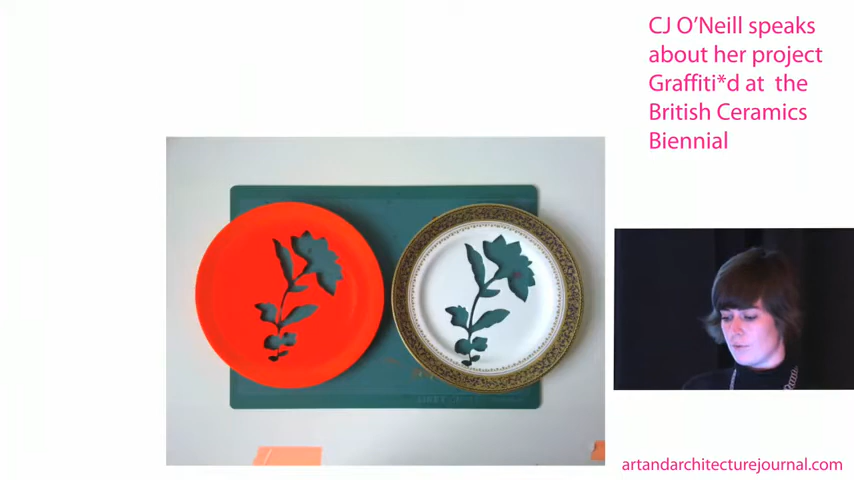 CJ O’Neill speaks
about her project
Graffiti*d at  the
British Ceramics
Biennial
artandarchitecturejournal.com